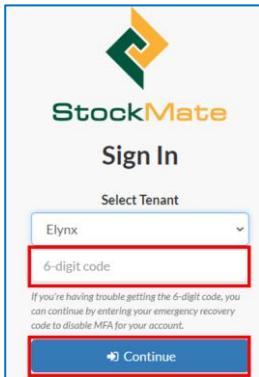 StockMate
Sign In
Select Tenant
Elynx
6-digit code
If you're having trouble getting the 6-digit code, you
can continue by entering your emergency recovery
code to disable MFA for your account.
Continue